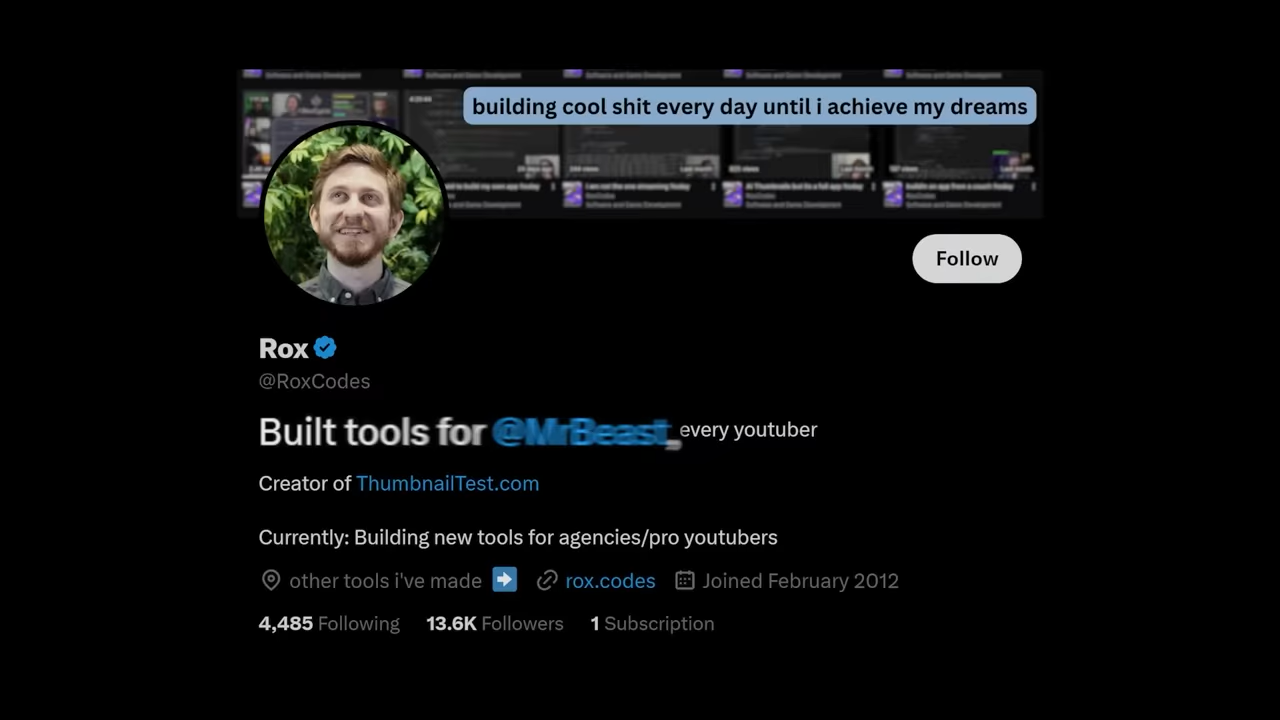 building cool shit every day until i achieve my dreams
Follow
Rox
@RoxCodes
Built tools for @MrBeast_ every youtuber
Creator of ThumbnailTest.com
Currently: Building new tools for agencies/pro youtubers
other tools i've made rox.codes Joined February 2012
4,485 Following 13.6K Followers 1 Subscription